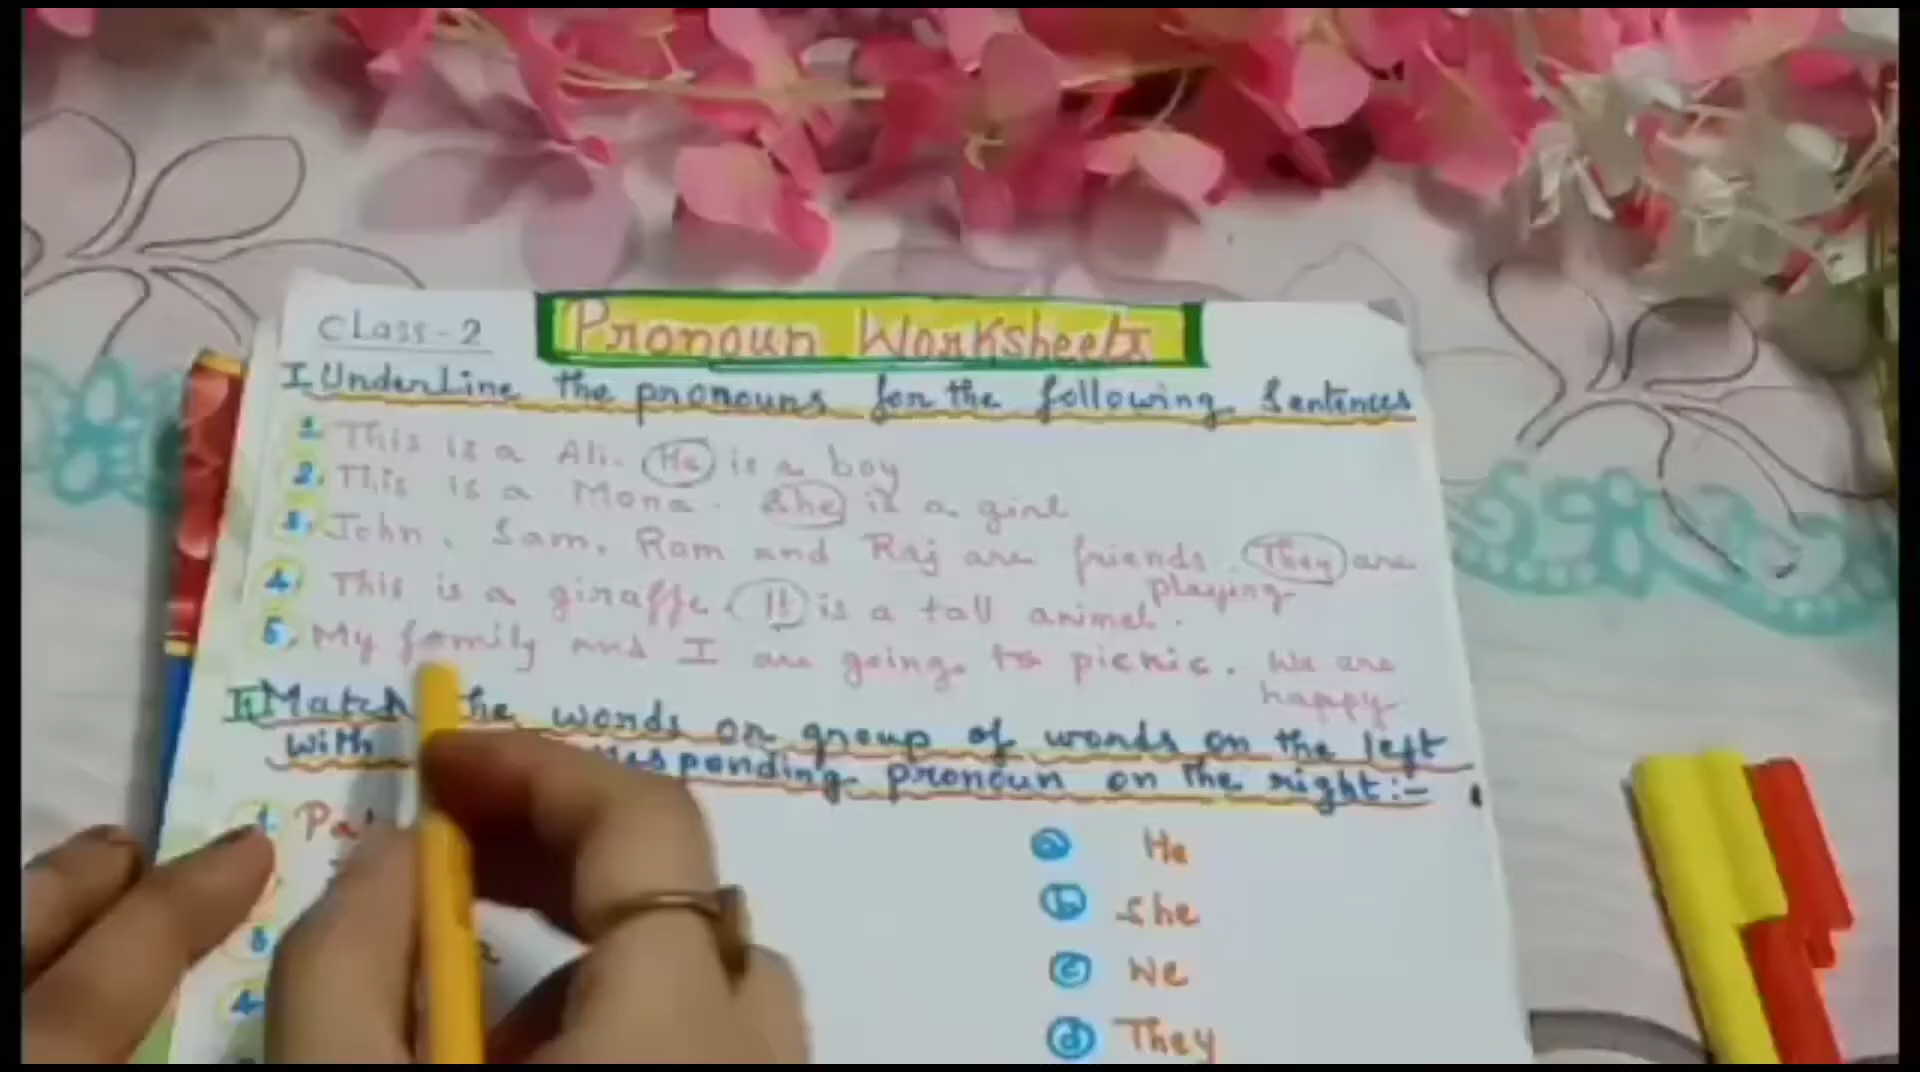 Class-2
Pronoun Worksheets
I. Underline the pronouns for the following Sentences
1. This is a Ali. He is a boy
2. This is a Mona. She is a girl
3. John, Sam, Ram and Raj are friends. They are
playing
4. This is a giraffe. It is a tall animal.
5. My family and I are going to picnic. We are
happy
II Match the words or group of words on the left
with pronoun on the right:-
1.
a He
b She
3
c We
4.
d They